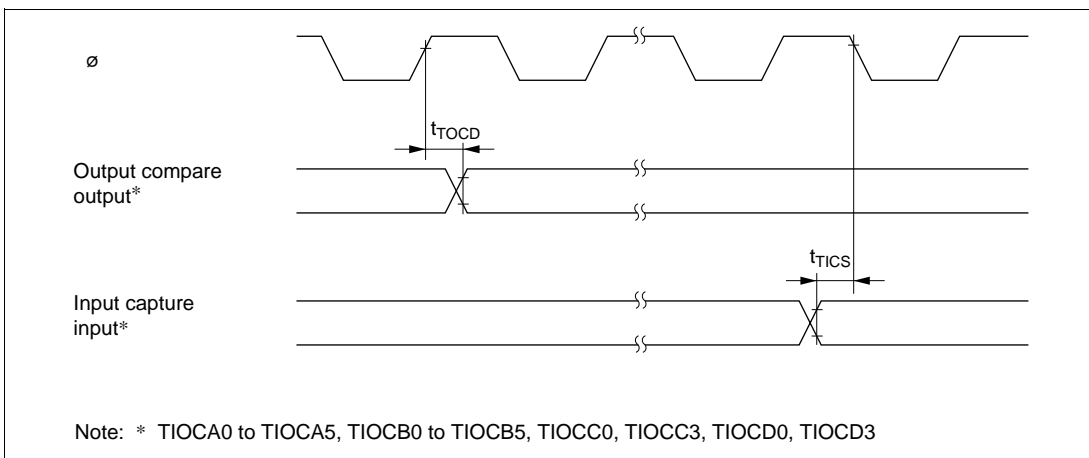 ø
tTOCD
Output compare
output*
tTICS
Input capture
input*
Note: * TIOCA0 to TIOCA5, TIOCB0 to TIOCB5, TIOCC0, TIOCC3, TIOCD0, TIOCD3